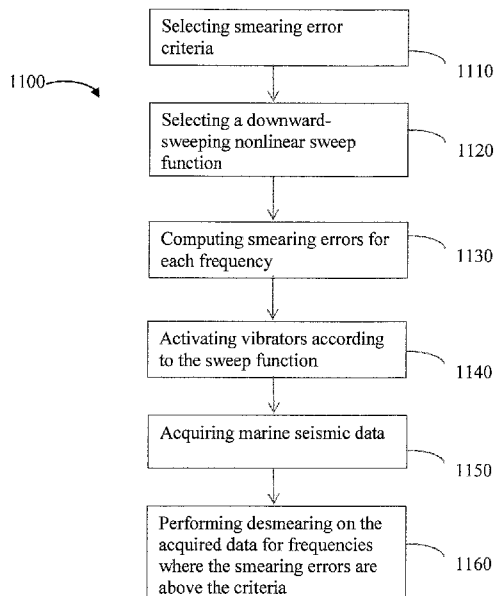 Selecting smearing error
criteria
1110
1100
Selecting a downward-
sweeping nonlinear sweep
function
1120
Computing smearing errors for
each frequency
1130
Activating vibrators according
to the sweep function
1140
Acquiring marine seismic data
1150
Performing desmearing on the
acquired data for frequencies
where the smearing errors are
above the criteria
1160